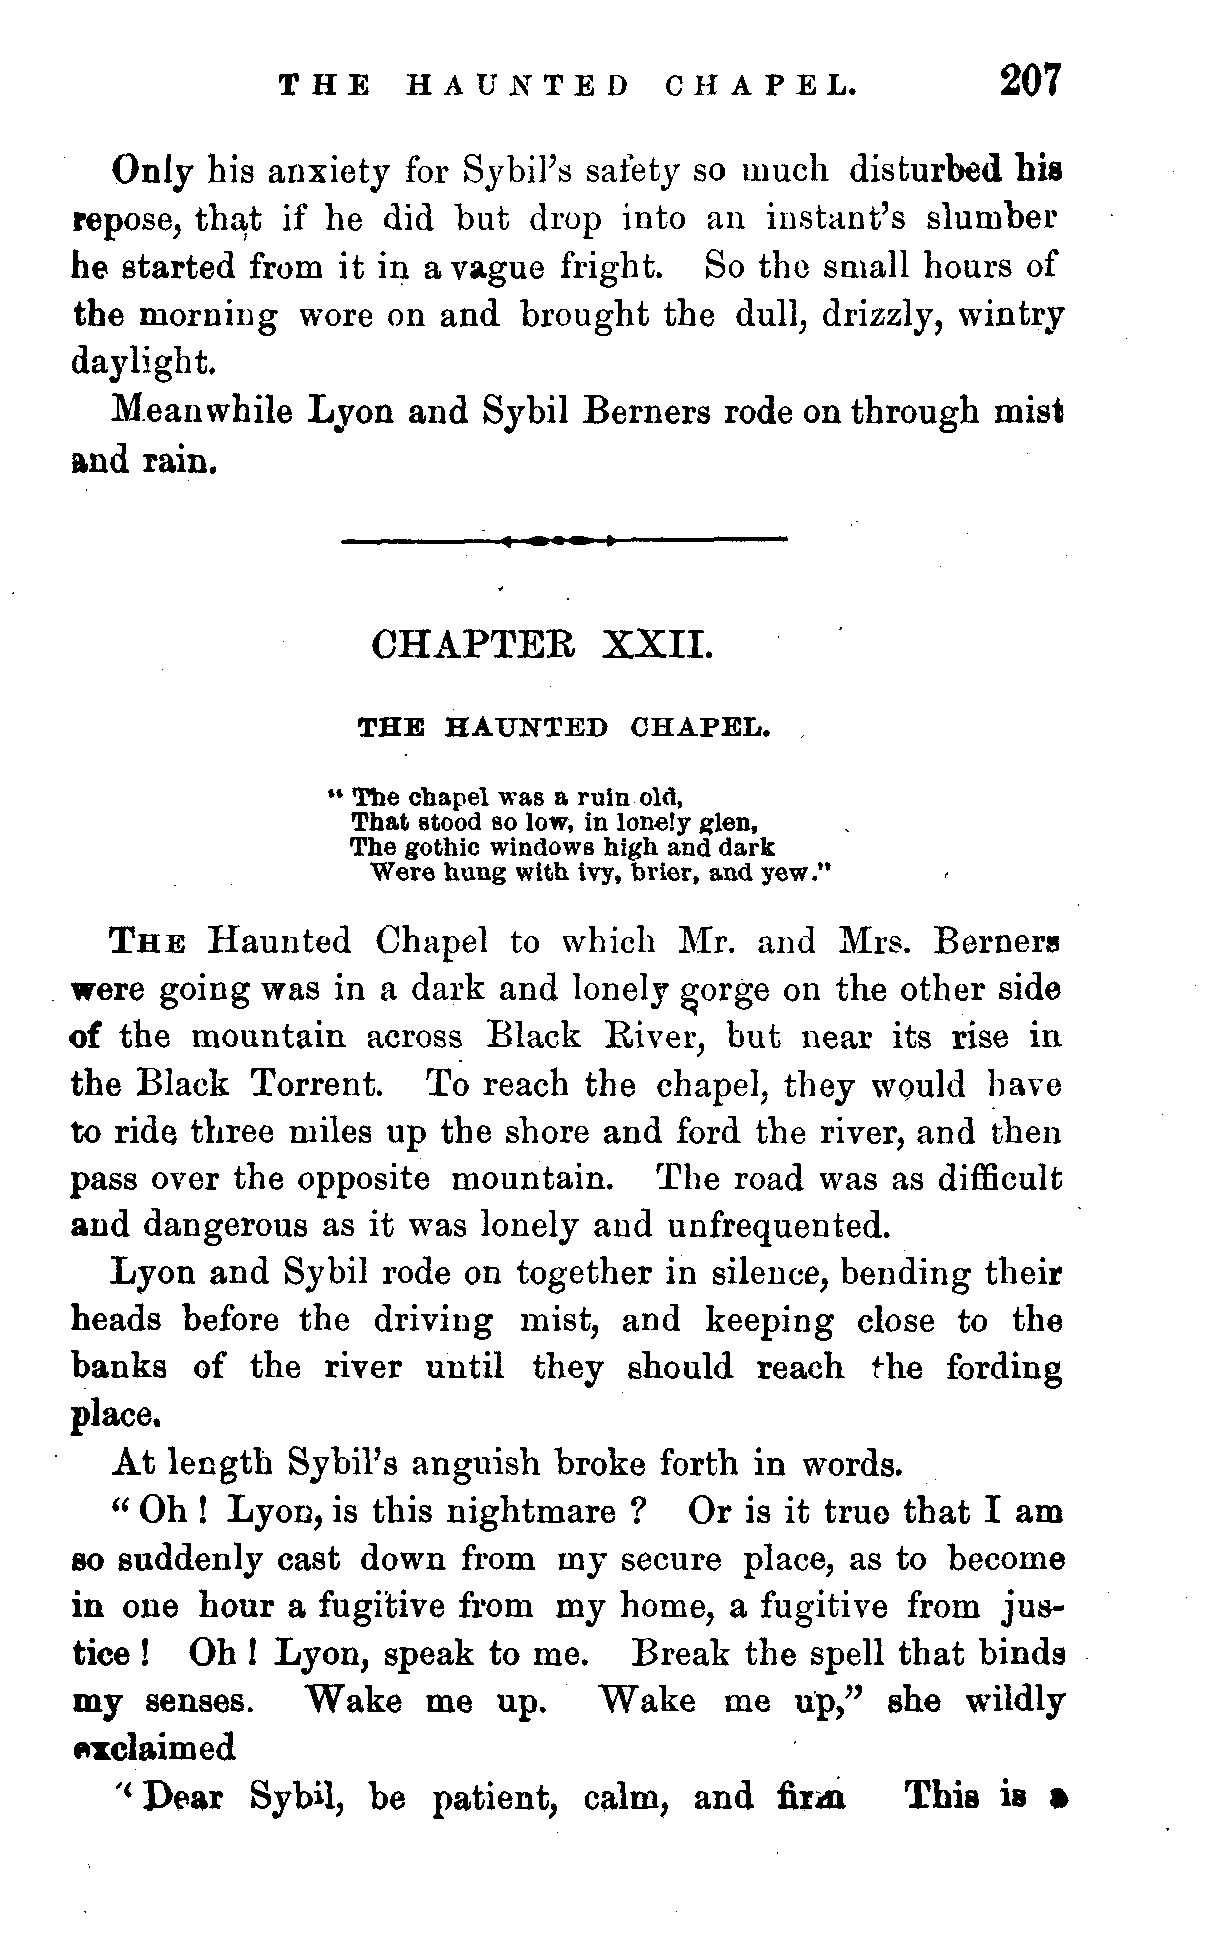 THE HAUNTED CHAPEL. 207
Only his anxiety for Sybil's safety so much disturbed his
repose, that if he did but drop into an instant's slumber
he started from it in a vague fright. So the small hours of
the morning wore on and brought the dull, drizzly, wintry
daylight.
Meanwhile Lyon and Sybil Berners rode on through mist
and rain.
CHAPTER XXII.
THE HAUNTED CHAPEL.
" The chapel was a ruin old,
That stood so low, in lonely glen,
The gothic windows high and dark
Were hung with ivy, brier, and yew."
THE Haunted Chapel to which Mr. and Mrs. Berners
were going was in a dark and lonely gorge on the other side
of the mountain across Black River, but near its rise in
the Black Torrent. To reach the chapel, they would have
to ride three miles up the shore and ford the river, and then
pass over the opposite mountain. The road was as difficult
and dangerous as it was lonely and unfrequented.
Lyon and Sybil rode on together in silence, bending their
heads before the driving mist, and keeping close to the
banks of the river until they should reach the fording
place.
At length Sybil's anguish broke forth in words.
" Oh ! Lyon, is this nightmare ? Or is it true that I am
so suddenly cast down from my secure place, as to become
in one hour a fugitive from my home, a fugitive from jus-
tice ! Oh ! Lyon, speak to me. Break the spell that binds
my senses. Wake me up. Wake me up," she wildly
exclaimed
" Dear Sybil, be patient, calm, and firm This is a